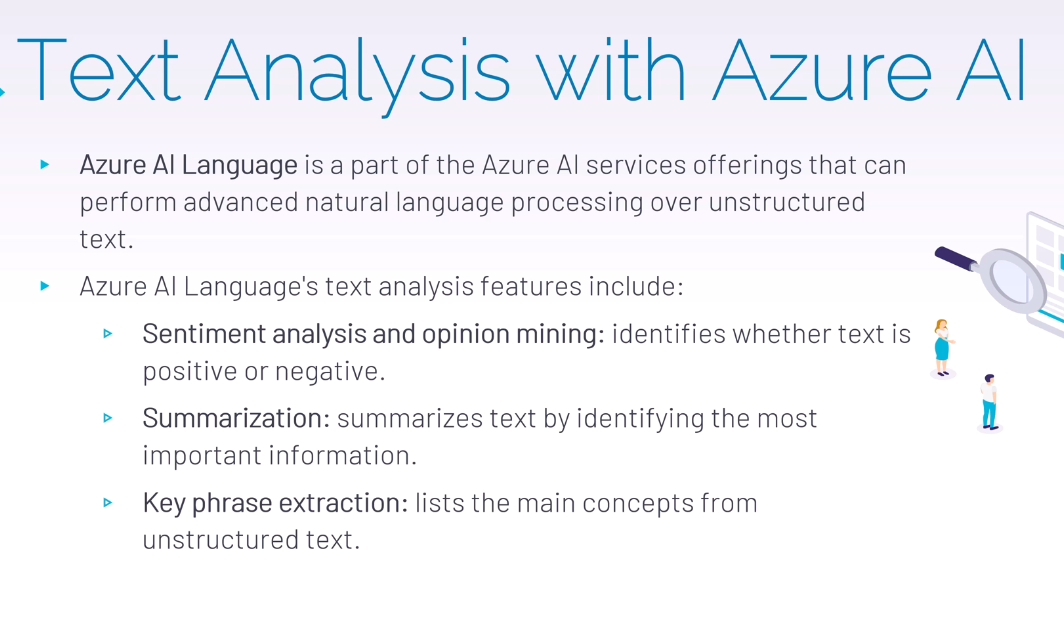 Text Analysis with Azure AI
Azure AI Language is a part of the Azure AI services offerings that can
perform advanced natural language processing over unstructured
text.
Azure AI Language's text analysis features include:
Sentiment analysis and opinion mining: identifies whether text is
positive or negative.
Summarization: summarizes text by identifying the most
important information.
Key phrase extraction: lists the main concepts from
unstructured text.